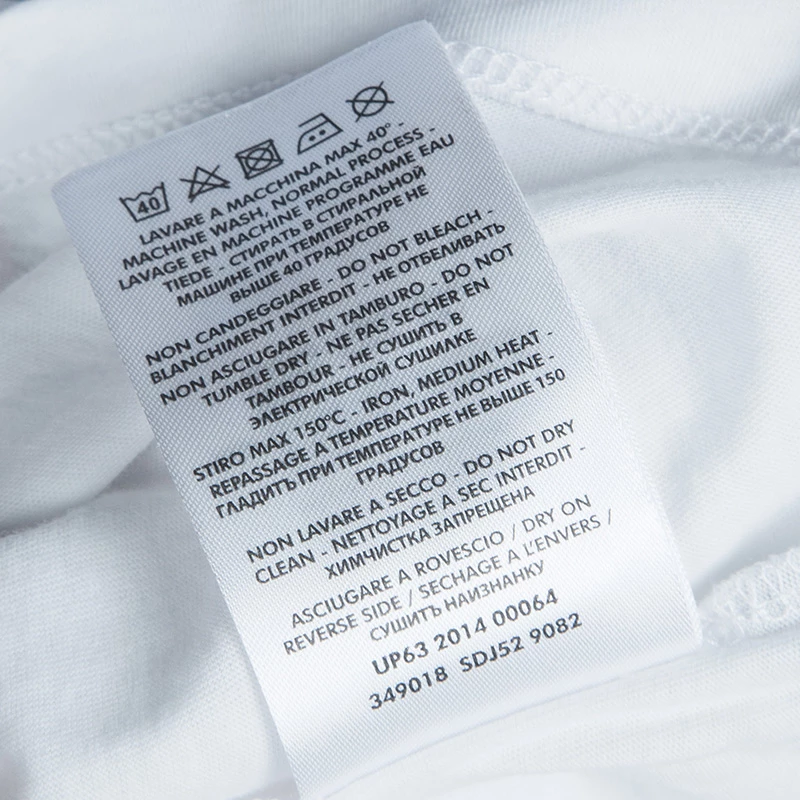 40
LAVARE A MACCHINA MAX 40° -
MACHINE WASH, NORMAL PROCESS -
LAVAGE EN MACHINE PROGRAMME EAU
TIEDE - СТИРАТЬ В СТИРАЛЬНОЙ
МАШИНЕ ПРИ ТЕМПЕРАТУРЕ НЕ
ВЫШЕ 40 ГРАДУСОВ
NON CANDEGGIARE - DO NOT BLEACH -
BLANCHIMENT INTERDIT - НЕ ОТБЕЛИВАТЬ
NON ASCIUGARE IN TAMBURO - DO NOT
TUMBLE DRY - NE PAS SECHER EN
TAMBOUR - НЕ СУШИТЬ В
ЭЛЕКТРИЧЕСКОЙ СУШИЛКЕ
STIRO MAX 150°C - IRON, MEDIUM HEAT -
REPASSAGE A TEMPERATURE MOYENNE -
ГЛАДИТЬ ПРИ ТЕМПЕРАТУРЕ НЕ ВЫШЕ 150
ГРАДУСОВ
NON LAVARE A SECCO - DO NOT DRY
CLEAN - NETTOYAGE A SEC INTERDIT -
ХИМЧИСТКА ЗАПРЕЩЕНА
ASCIUGARE A ROVESCIO / DRY ON
REVERSE SIDE / SECHAGE A L'ENVERS /
СУШИТЬ НАИЗНАНКУ
UP63 2014 00064
349018 SDJ52 9082